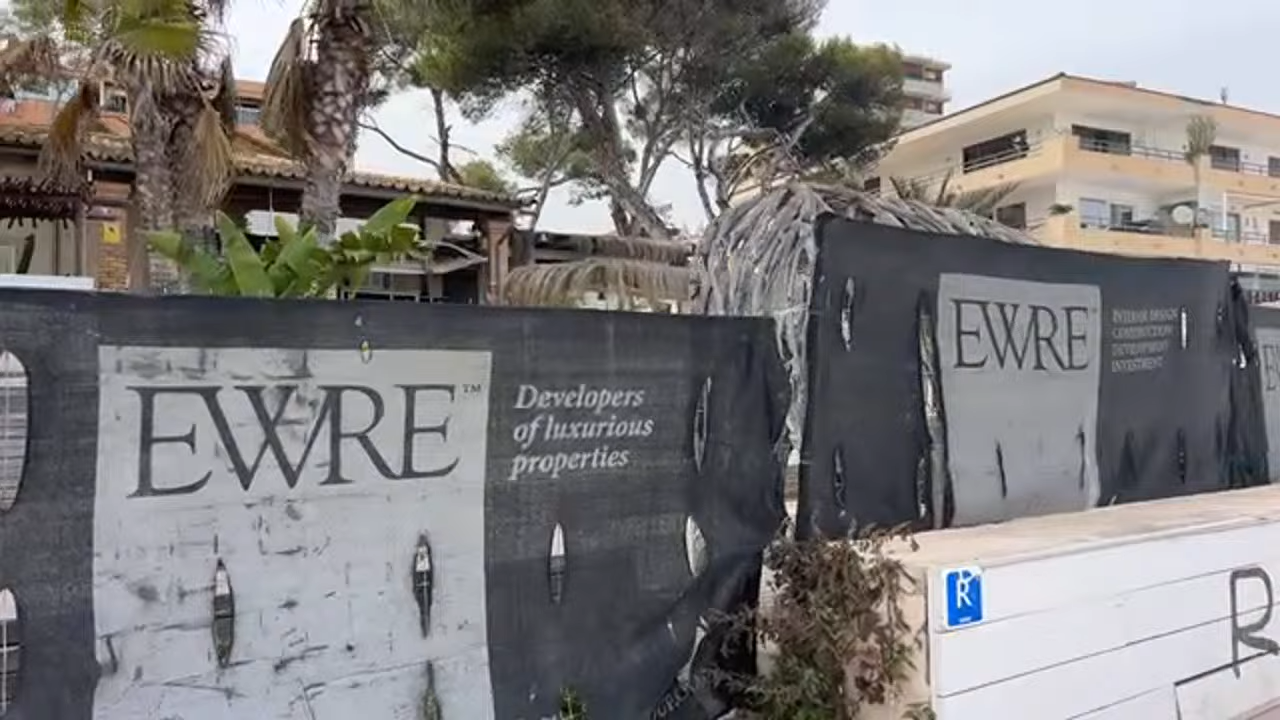 EWRE™
Developers
of luxurious
properties
EWRE
INTERIOR DESIGN
CONSTRUCTION
DEVELOPMENT
INVESTMENT
R
R